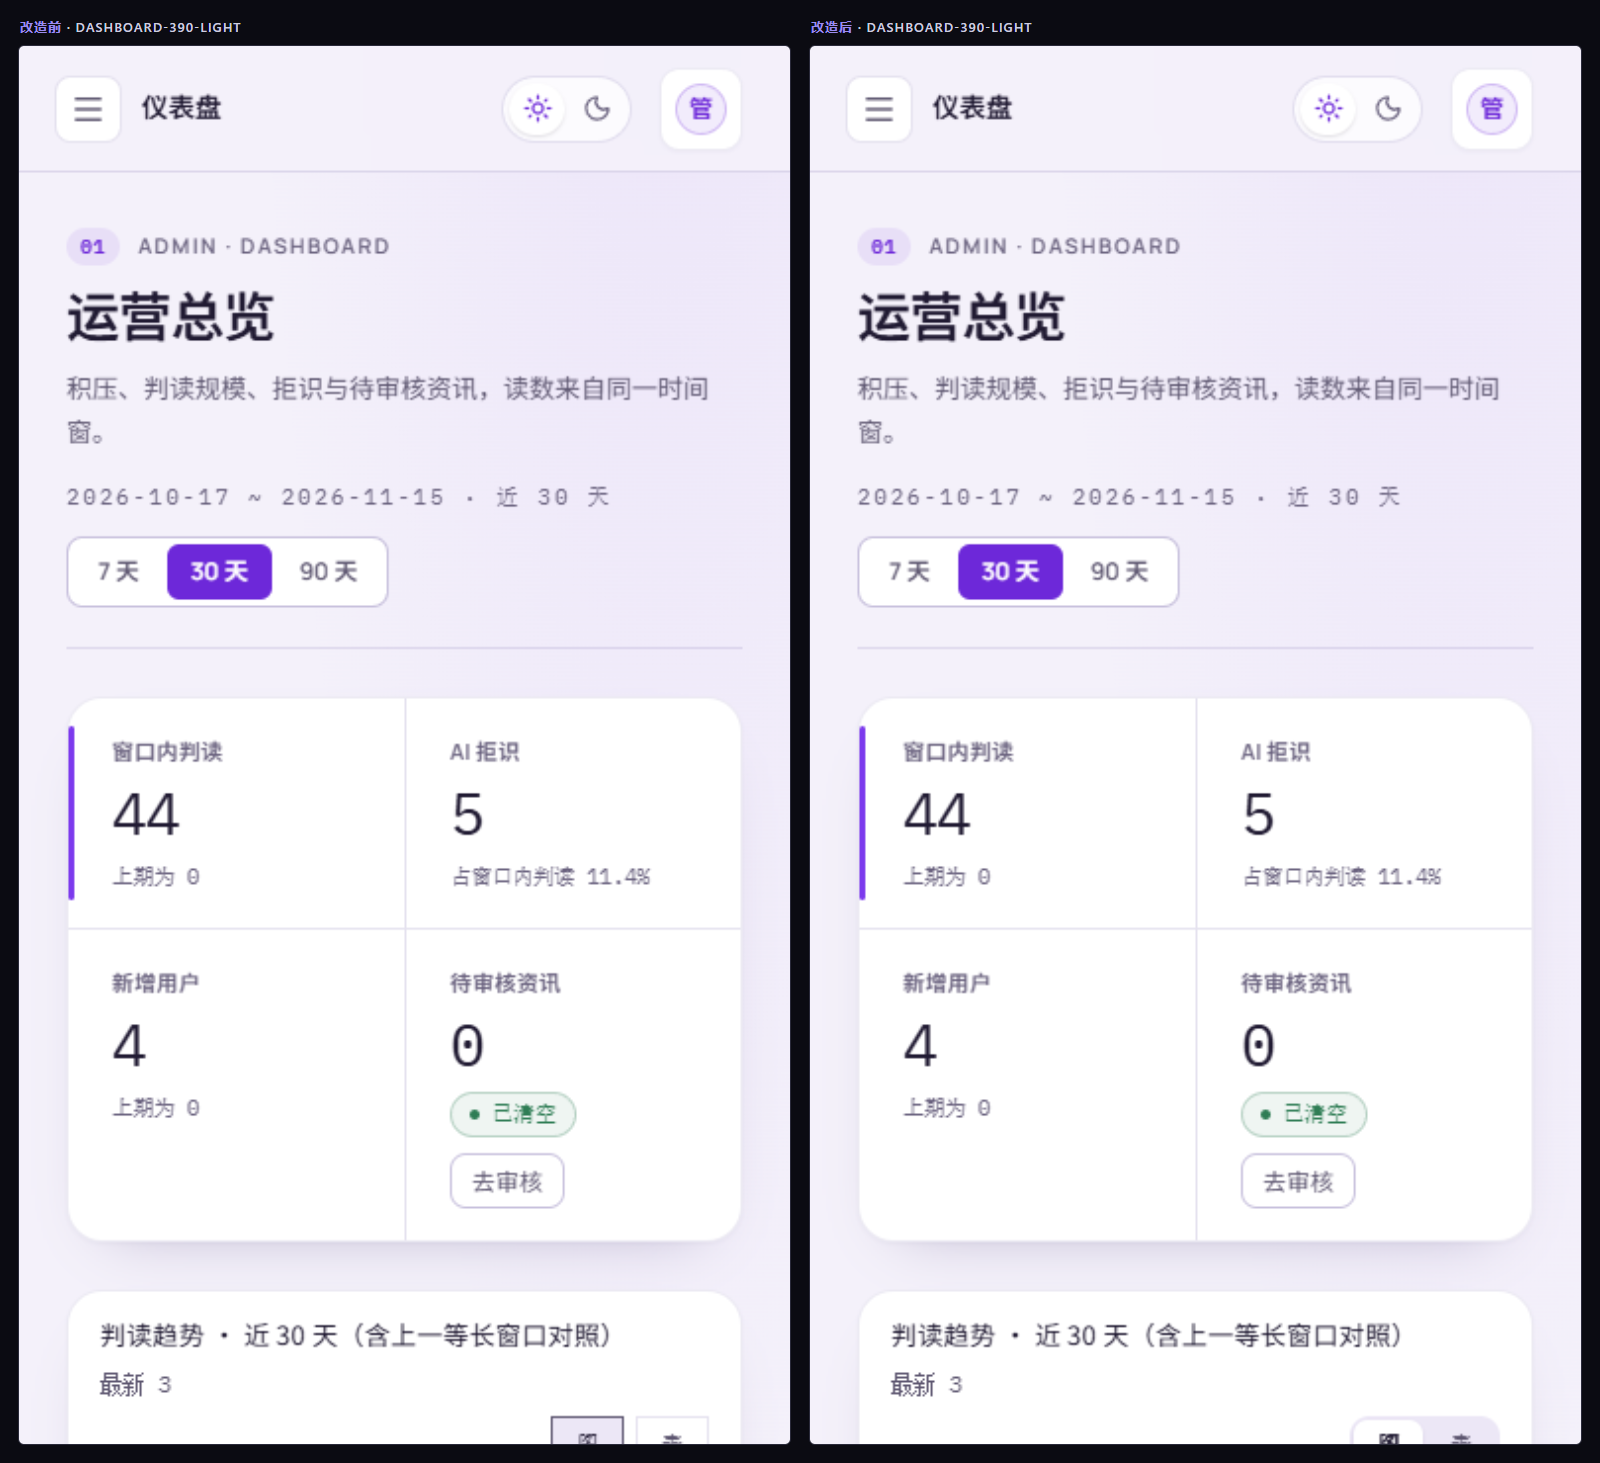 改造前 · DASHBOARD-390-LIGHT
仪表盘
管
01 ADMIN · DASHBOARD
运营总览
积压、判读规模、拒识与待审核资讯，读数来自同一时间
窗。
2026-10-17 ~ 2026-11-15 · 近 30 天
7 天 30 天 90 天
窗口内判读
44
上期为 0
AI 拒识
5
占窗口内判读 11.4%
新增用户
4
上期为 0
待审核资讯
0
已清空
去审核
判读趋势 · 近 30 天（含上一等长窗口对照）
最新 3
改造后 · DASHBOARD-390-LIGHT
仪表盘
管
01 ADMIN · DASHBOARD
运营总览
积压、判读规模、拒识与待审核资讯，读数来自同一时间
窗。
2026-10-17 ~ 2026-11-15 · 近 30 天
7 天 30 天 90 天
窗口内判读
44
上期为 0
AI 拒识
5
占窗口内判读 11.4%
新增用户
4
上期为 0
待审核资讯
0
已清空
去审核
判读趋势 · 近 30 天（含上一等长窗口对照）
最新 3